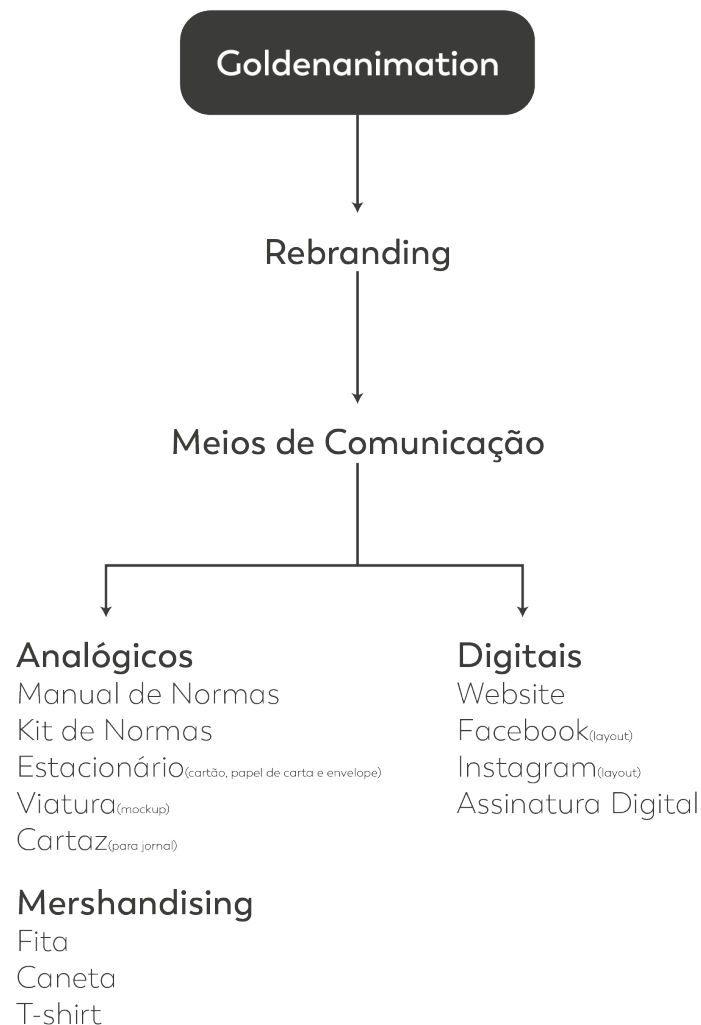 Goldenanimation
Rebranding
Meios de Comunicação
Analógicos
Manual de Normas
Kit de Normas
Estacionário(cartão, papel de carta e envelope)
Viatura(mockup)
Cartaz(para jornal)
Mershandising
Fita
Caneta
T-shirt
Digitais
Website
Facebook(layout)
Instagram(layout)
Assinatura Digital